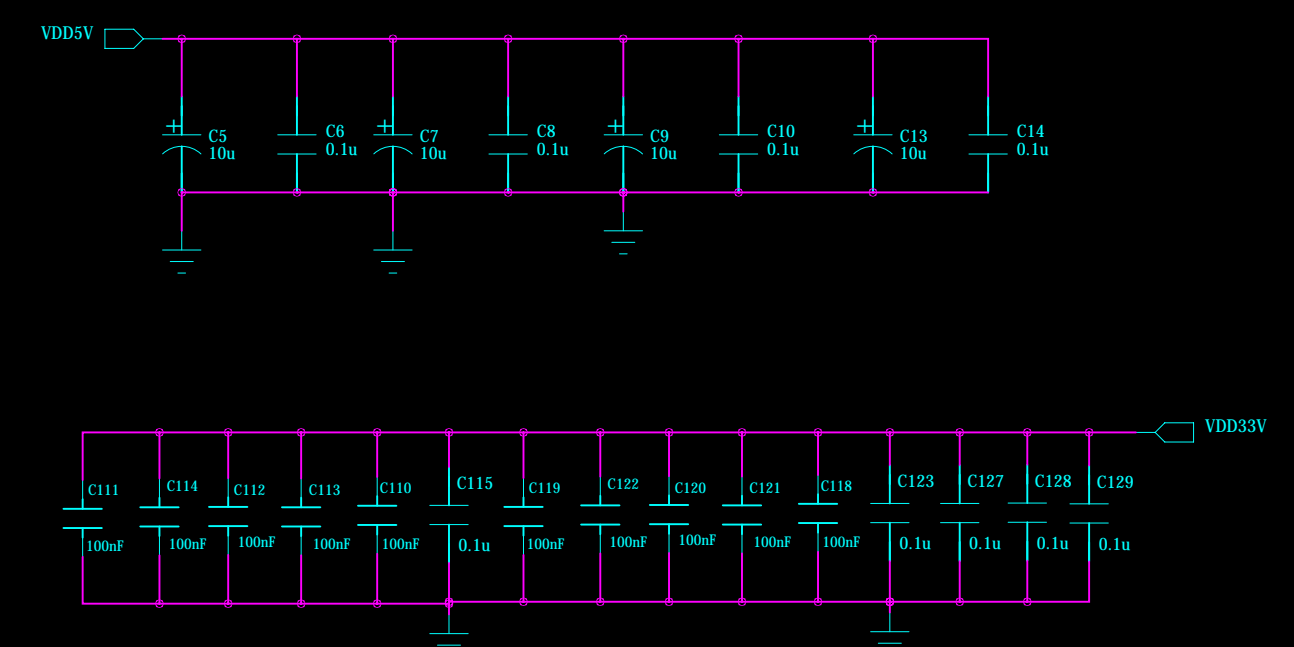 VDD5V
C5
10u
C6
0.1u
C7
10u
C8
0.1u
C9
10u
C10
0.1u
C13
10u
C14
0.1u
VDD33V
C111
100nF
C114
100nF
C112
100nF
C113
100nF
C110
100nF
C115
0.1u
C119
100nF
C122
100nF
C120
100nF
C121
100nF
C118
100nF
C123
0.1u
C127
0.1u
C128
0.1u
C129
0.1u